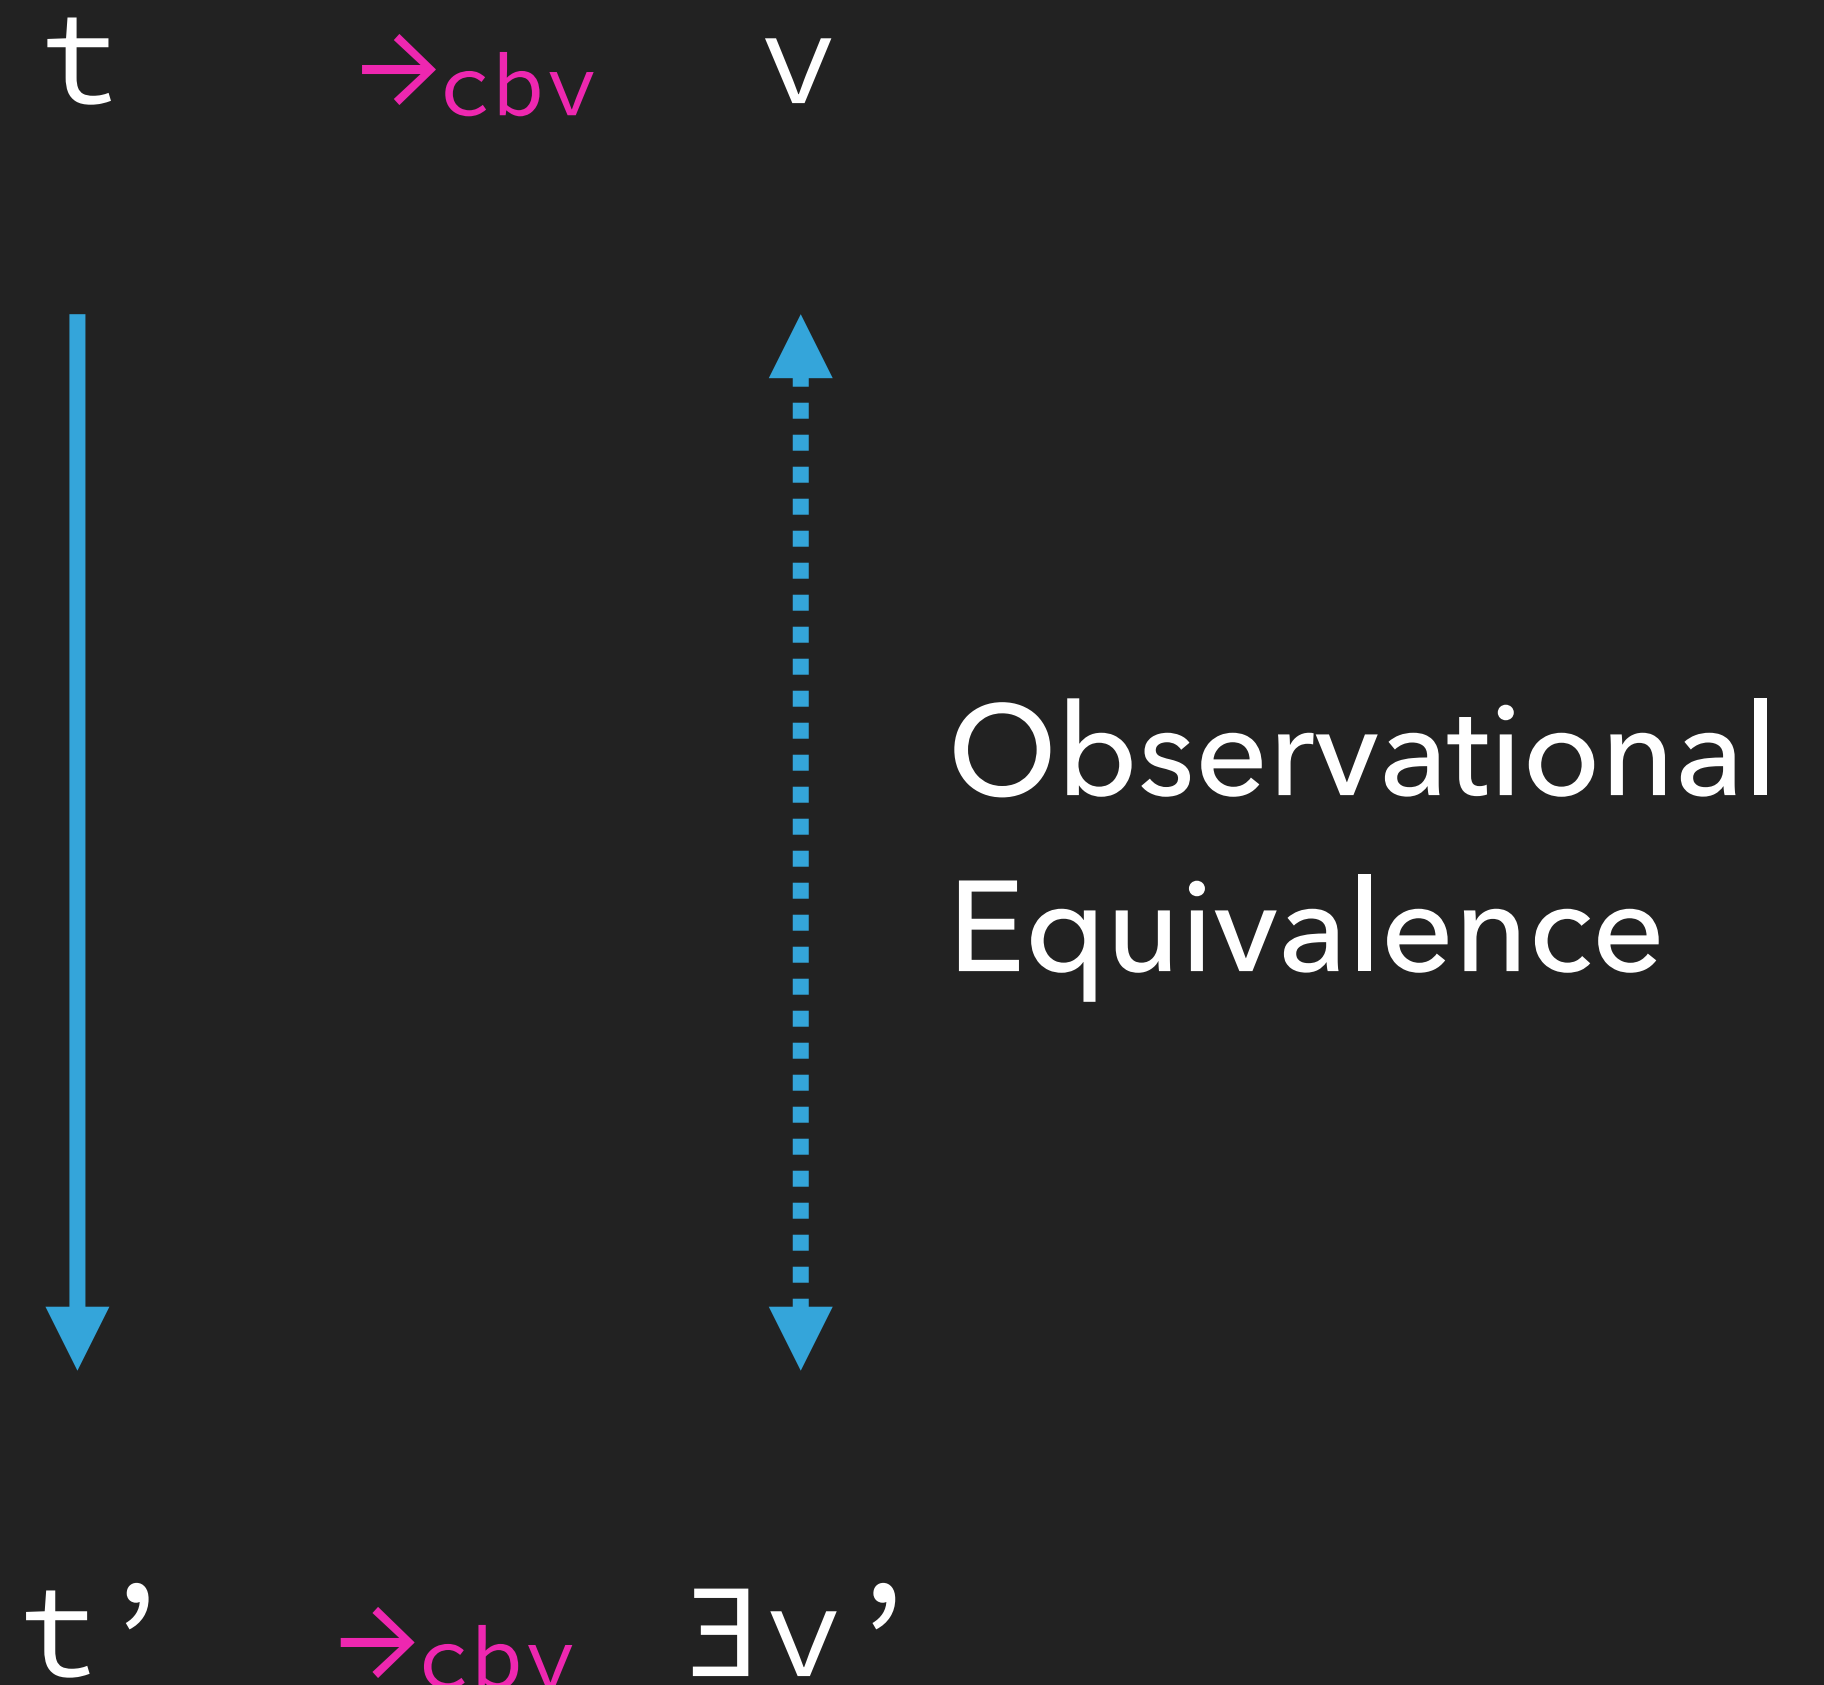 t →cbv v
Observational
Equivalence
t’ →cbv ∃v’